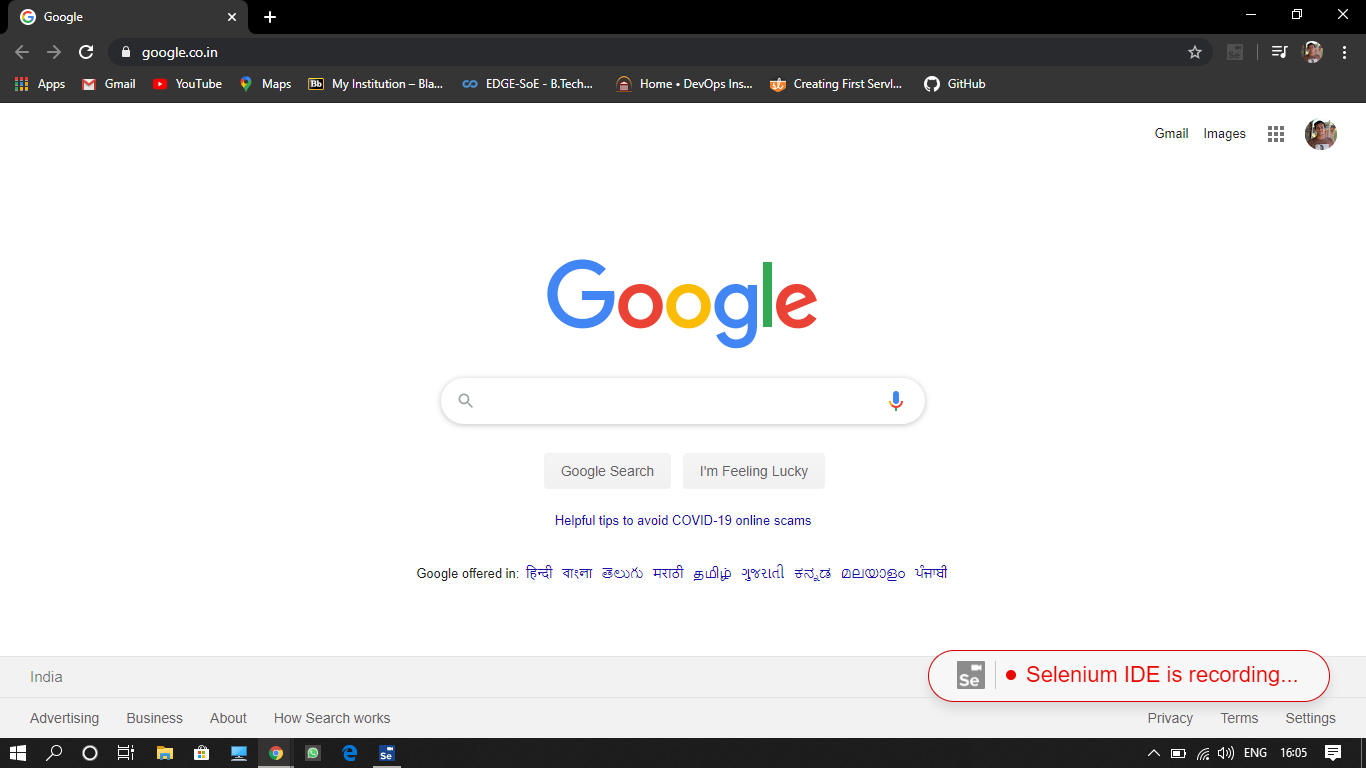 Google
google.co.in
Apps Gmail YouTube Maps Bb My Institution – Bla... EDGE-SoE - B.Tech... Home • DevOps Ins... Creating First Servl... GitHub
Gmail Images
Google
Google Search I'm Feeling Lucky
Helpful tips to avoid COVID-19 online scams
Google offered in: हिन्दी বাংলা తెలుగు मराठी தமிழ் ગુજરાતી ಕನ್ನಡ മലയാളം ਪੰਜਾਬੀ
India
Se Selenium IDE is recording...
Advertising Business About How Search works Privacy Terms Settings
Se ENG 16:05